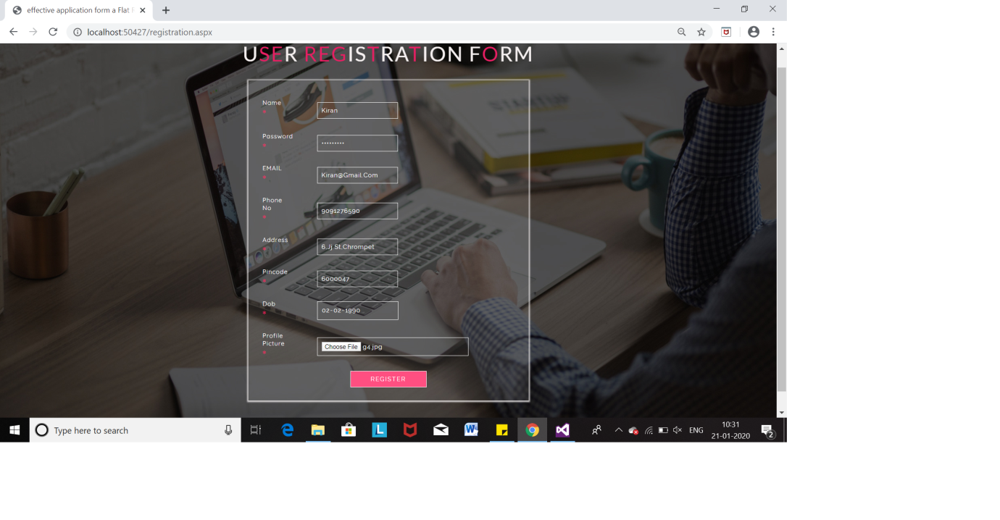 effective application form a Flat
localhost:50427/registration.aspx
USER REGISTRATION FORM
Name
*
Kiran
Password
*
•••••••••
EMAIL
*
Kiran@Gmail.Com
Phone
No
*
9091276590
Address
*
6,Jj St,Chrompet
Pincode
*
6000047
Dob
*
02-02-1990
Profile
Picture
*
Choose File g4.jpg
REGISTER
STARTUP
Type here to search
ENG
10:31
21-01-2020
2